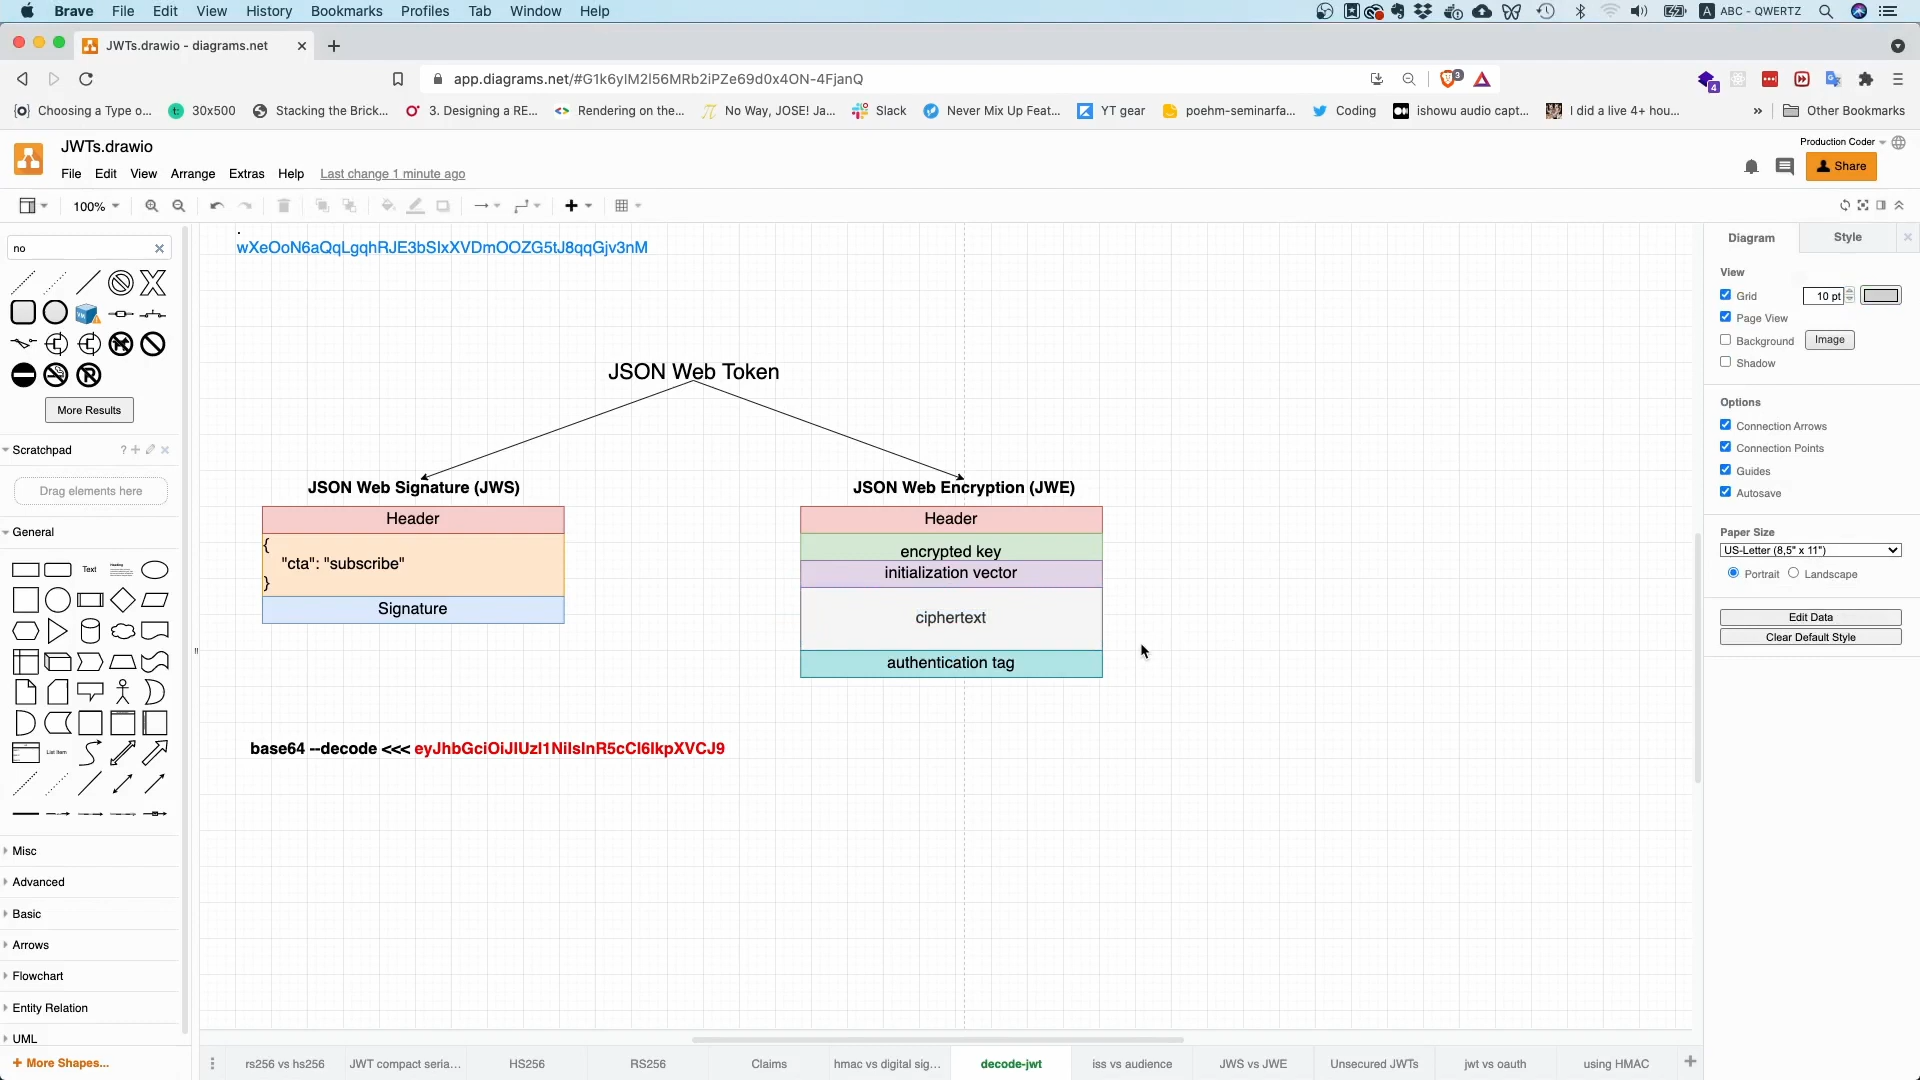 Brave File Edit View History Bookmarks Profiles Tab Window Help
A ABC - QWERTZ
JWTs.drawio - diagrams.net
app.diagrams.net/#G1k6ylM2l56MRb2iPZe69d0x4ON-4FjanQ
3
4
Choosing a Type o...
30x500
Stacking the Brick...
3. Designing a RE...
Rendering on the...
No Way, JOSE! Ja...
Slack
Never Mix Up Feat...
YT gear
poehm-seminarfa...
Coding
ishowu audio capt...
I did a live 4+ hou...
Other Bookmarks
JWTs.drawio
Production Coder
File Edit View Arrange Extras Help Last change 1 minute ago
Share
100%
no
More Results
Scratchpad
Drag elements here
General
Text
Heading
List Item
Misc
Advanced
Basic
Arrows
Flowchart
Entity Relation
UML
+ More Shapes...
.
wXeOoN6aQqLgqhRJE3bSIxXVDmOOZG5tJ8qqGjv3nM
JSON Web Token
JSON Web Signature (JWS)
Header
{
"cta": "subscribe"
}
Signature
JSON Web Encryption (JWE)
Header
encrypted key
initialization vector
ciphertext
authentication tag
base64 --decode <<< eyJhbGciOiJIUzI1NiIsInR5cCI6IkpXVCJ9
Diagram
Style
View
Grid 10 pt
Page View
Background Image
Shadow
Options
Connection Arrows
Connection Points
Guides
Autosave
Paper Size
US-Letter (8,5" x 11")
Portrait Landscape
Edit Data
Clear Default Style
rs256 vs hs256
JWT compact seria...
HS256
RS256
Claims
hmac vs digital sig...
decode-jwt
iss vs audience
JWS vs JWE
Unsecured JWTs
jwt vs oauth
using HMAC